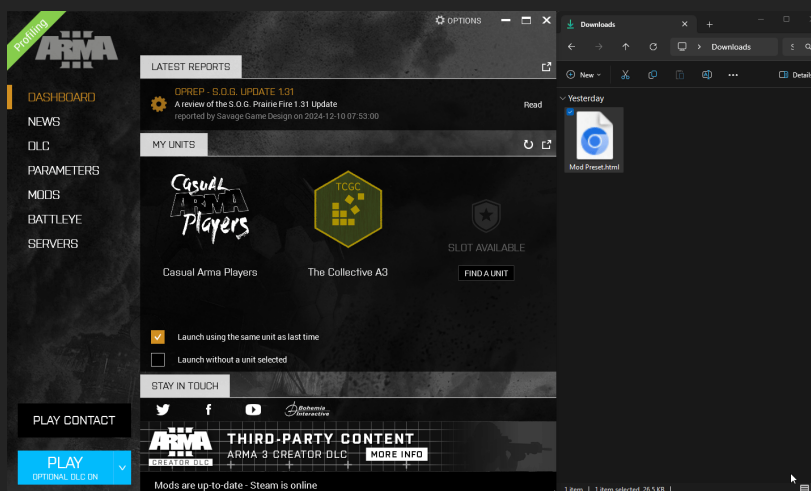 Profiling
ARMA
III
OPTIONS
DASHBOARD
NEWS
DLC
PARAMETERS
MODS
BATTLEYE
SERVERS
PLAY CONTACT
PLAY
OPTIONAL DLC ON
LATEST REPORTS
OPREP - S.O.G. UPDATE 1.31
A review of the S.O.G. Prairie Fire 1.31 Update
reported by Savage Game Design on 2024-12-10 07:53:00
Read
MY UNITS
Casual
ARMA
Players
TCGC
Casual Arma Players
The Collective A3
SLOT AVAILABLE
FIND A UNIT
Launch using the same unit as last time
Launch without a unit selected
STAY IN TOUCH
Bohemia
Interactive
ARMA
CREATOR DLC
THIRD-PARTY CONTENT
ARMA 3 CREATOR DLC
MORE INFO
Mods are up-to-date - Steam is online
Downloads
Downloads
New
Details
Yesterday
Mod Preset.html
1 item
1 item selected 26.5 KB